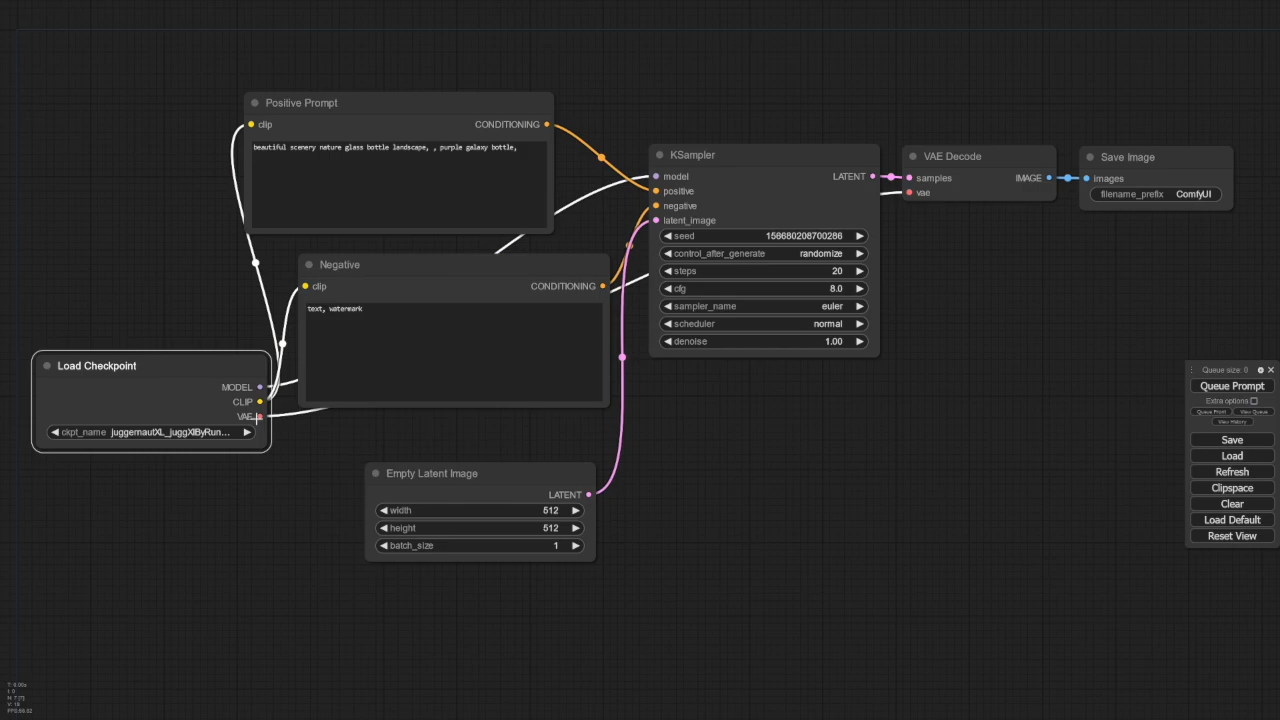 Positive Prompt
clip
CONDITIONING
beautiful scenery nature glass bottle landscape, , purple galaxy bottle,
Negative
clip
CONDITIONING
text, watermark
Load Checkpoint
MODEL
CLIP
VAE
ckpt_name juggernautXL_juggXlByRun...
Empty Latent Image
LATENT
width 512
height 512
batch_size 1
KSampler
model
LATENT
positive
negative
latent_image
seed 156680208700286
control_after_generate randomize
steps 20
cfg 8.0
sampler_name euler
scheduler normal
denoise 1.00
VAE Decode
samples
IMAGE
vae
Save Image
images
filename_prefix ComfyUI
Queue size: 0
Queue Prompt
Extra options
Queue Front View Queue
View History
Save
Load
Refresh
Clipspace
Clear
Load Default
Reset View